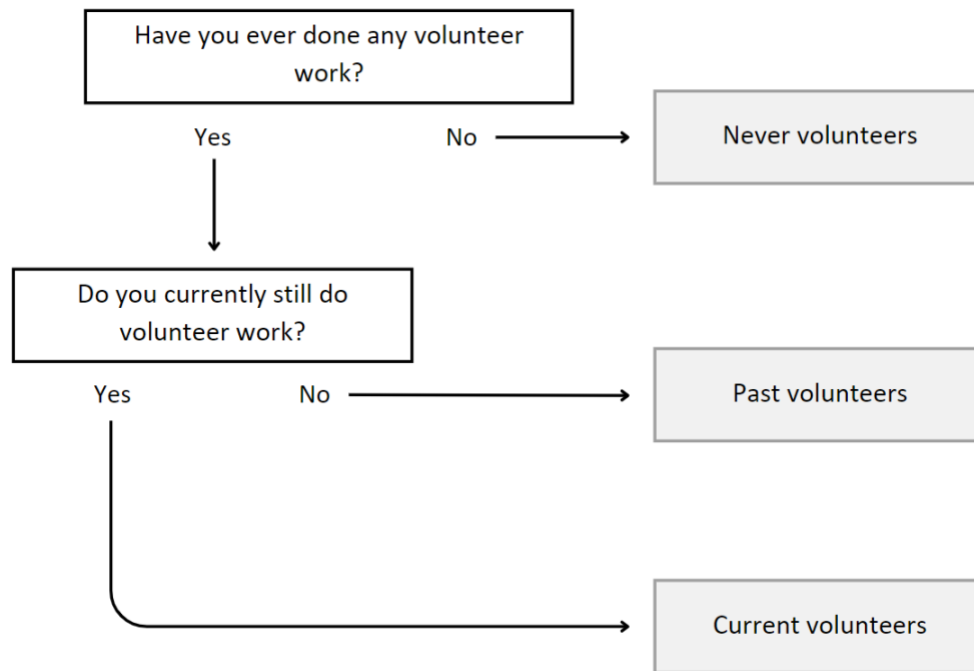 Have you ever done any volunteer
work?
Yes
No
Never volunteers
Do you currently still do
volunteer work?
Yes
No
Past volunteers
Current volunteers